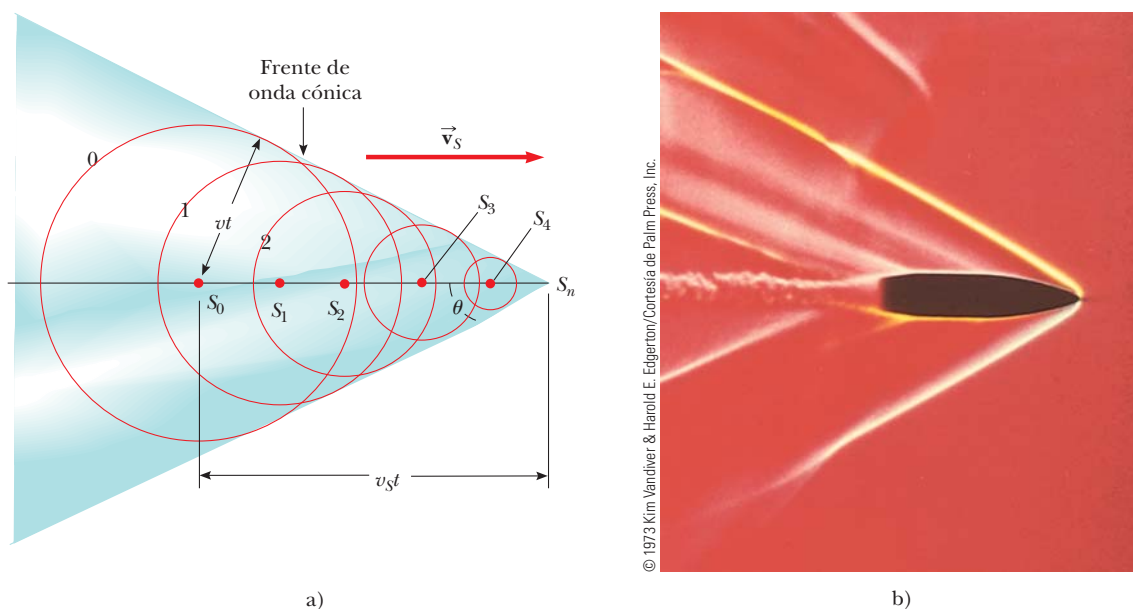 Frente de
onda cónica
v⃗S
0
1
2
vt
S3
S4
S0
S1
S2
θ
Sn
vSt
a)
© 1973 Kim Vandiver & Harold E. Edgerton/Cortesía de Palm Press, Inc.
b)